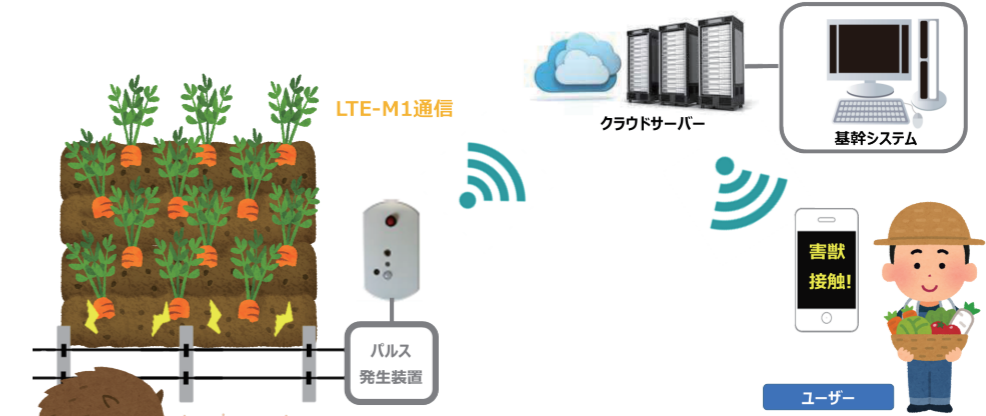 LTE-M1通信
クラウドサーバー
基幹システム
害獣
接触!
パルス
発生装置
ユーザー